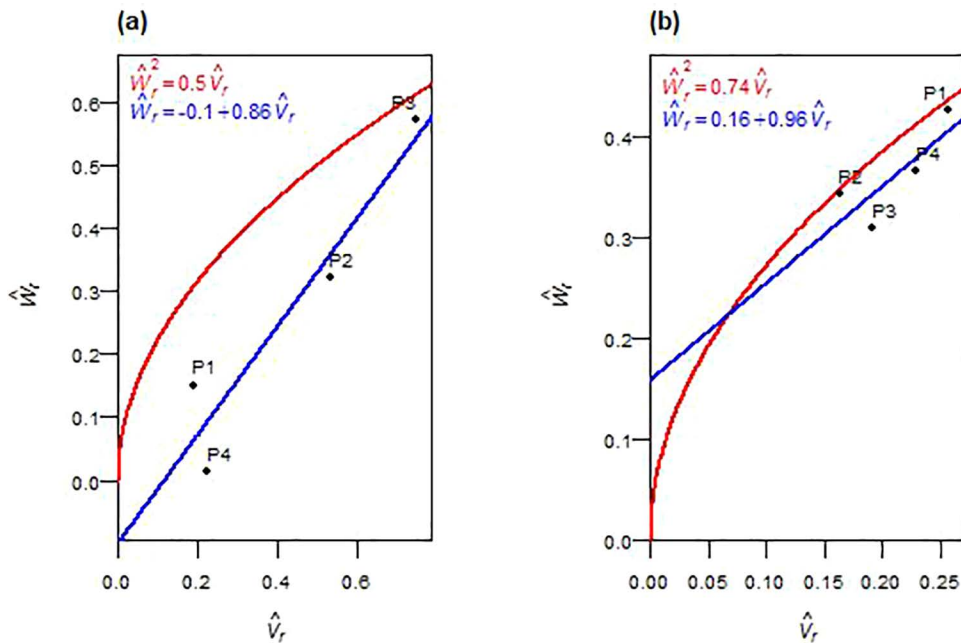 (a)
Ŵr² = 0.5 V̂r
Ŵr = -0.1 + 0.86 V̂r
P3
P2
P1
P4
0.6
0.5
0.4
0.3
0.2
0.1
0.0
Ŵr
0.0 0.2 0.4 0.6
V̂r
(b)
Ŵr² = 0.74 V̂r
Ŵr = 0.16 + 0.96 V̂r
P1
P4
P2
P3
0.4
0.3
0.2
0.1
0.0
Ŵr
0.00 0.05 0.10 0.15 0.20 0.25
V̂r